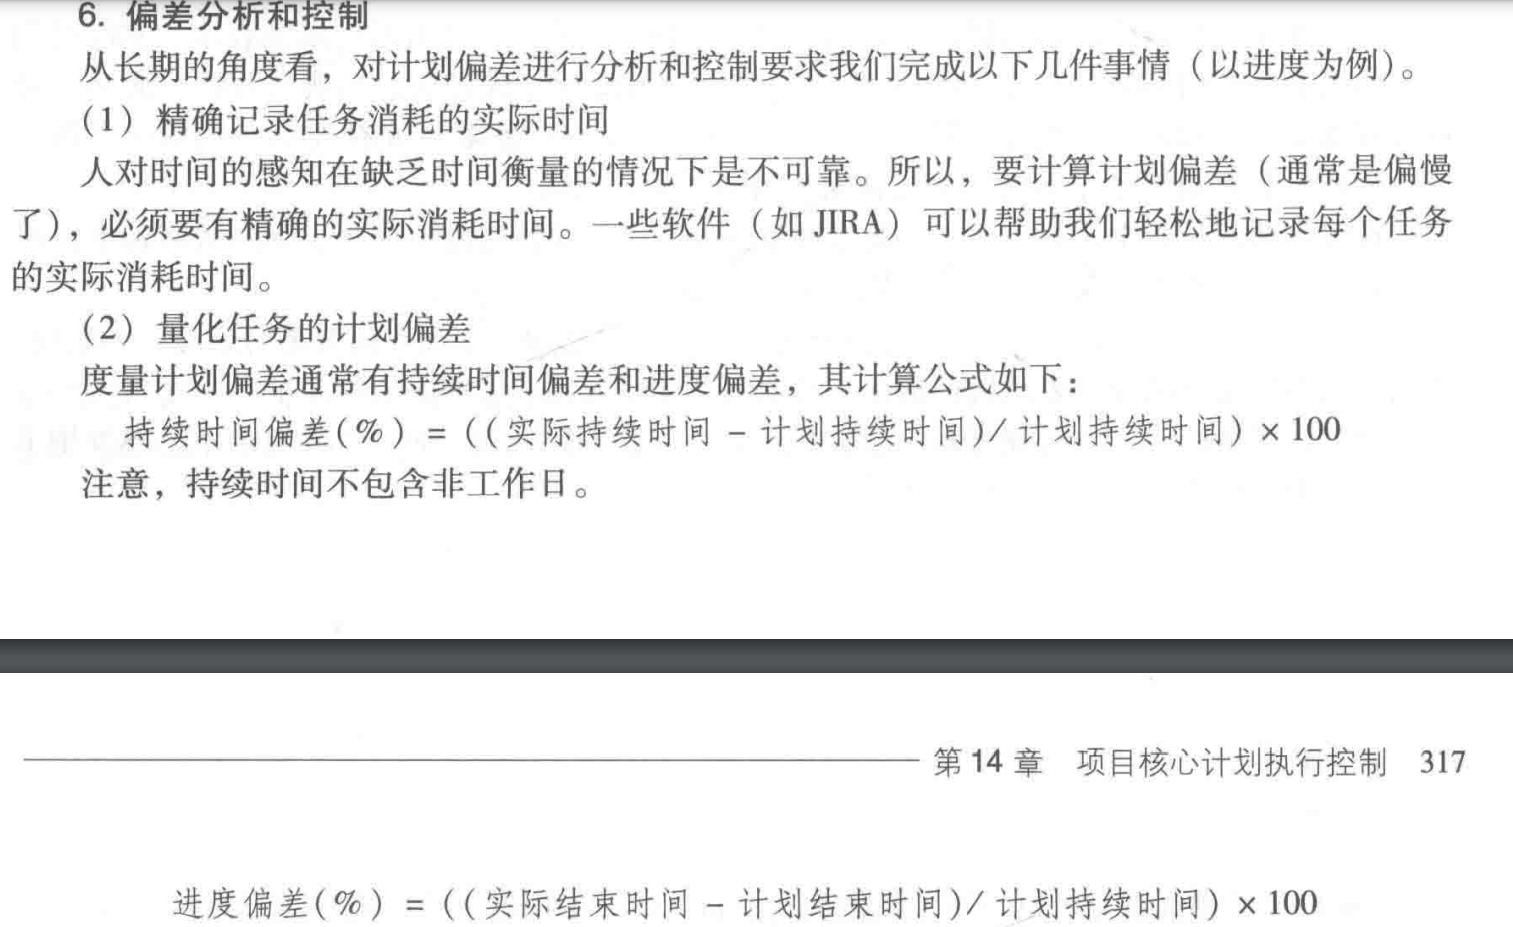 6. 偏差分析和控制
从长期的角度看，对计划偏差进行分析和控制要求我们完成以下几件事情（以进度为例）。
（1）精确记录任务消耗的实际时间
人对时间的感知在缺乏时间衡量的情况下是不可靠。所以，要计算计划偏差（通常是偏慢
了），必须要有精确的实际消耗时间。一些软件（如 JIRA）可以帮助我们轻松地记录每个任务
的实际消耗时间。
（2）量化任务的计划偏差
度量计划偏差通常有持续时间偏差和进度偏差，其计算公式如下：
持续时间偏差(%) = ((实际持续时间 - 计划持续时间)/计划持续时间) × 100
注意，持续时间不包含非工作日。
第 14 章 项目核心计划执行控制 317
进度偏差(%) = ((实际结束时间 - 计划结束时间)/计划持续时间) × 100